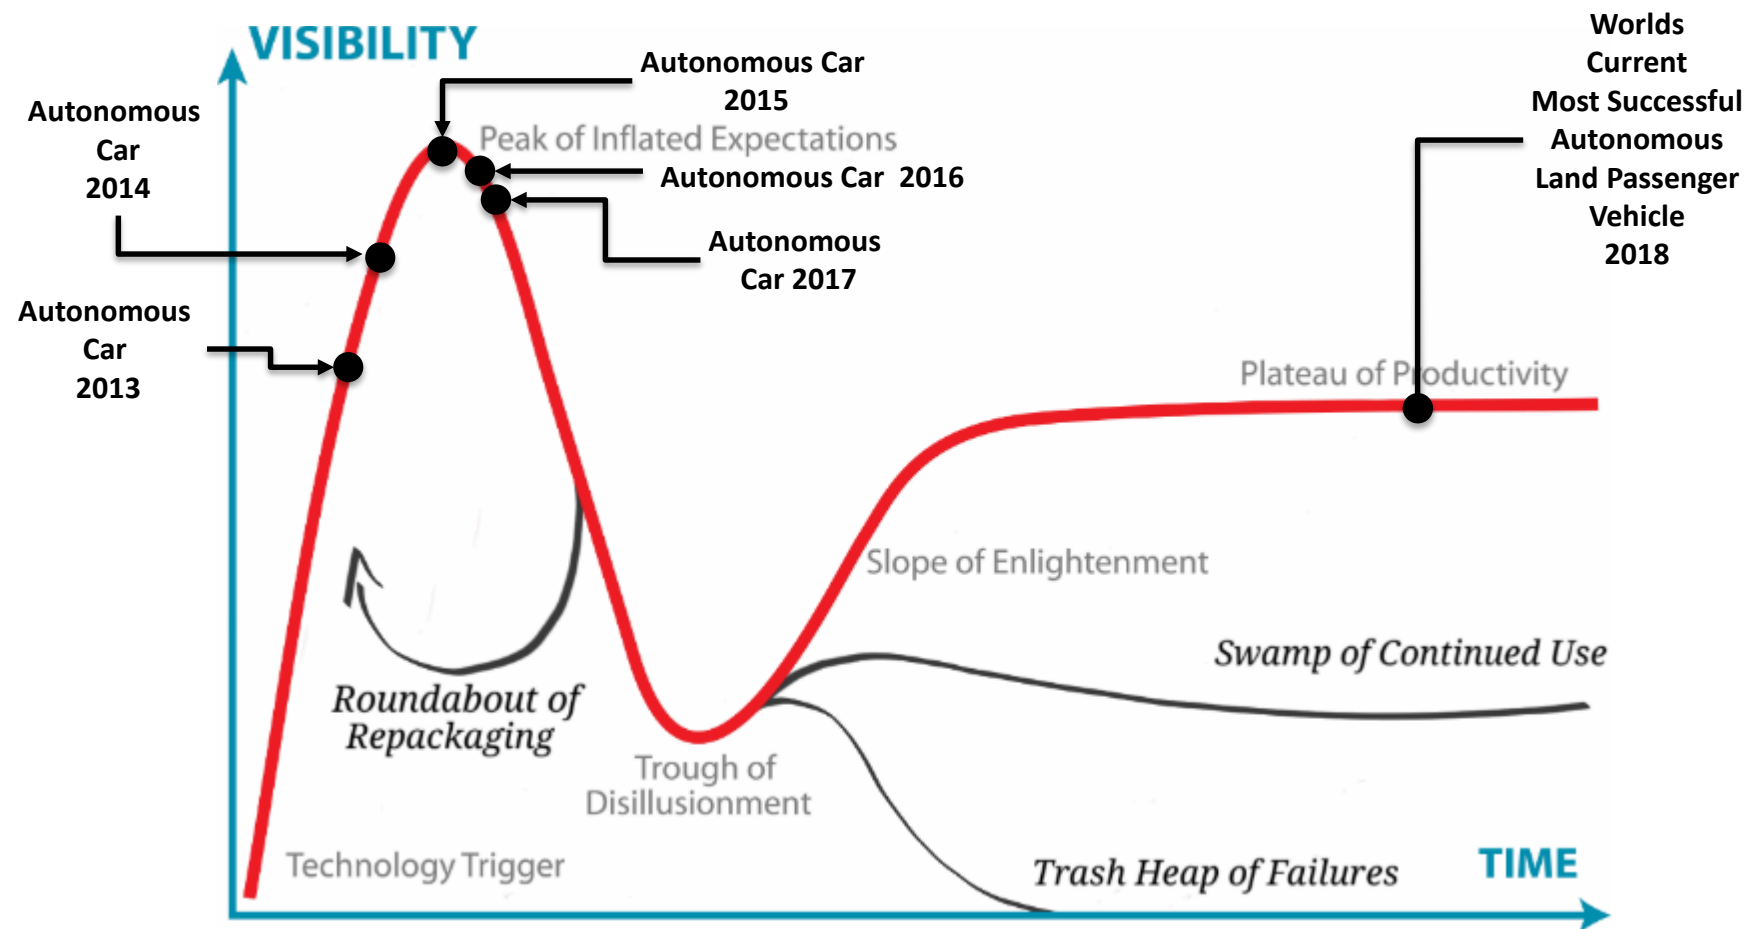 VISIBILITY
Autonomous
Car
2014
Autonomous
Car
2013
Autonomous Car
2015
Peak of Inflated Expectations
Autonomous Car  2016
Autonomous
Car 2017
Worlds
Current
Most Successful
Autonomous
Land Passenger
Vehicle
2018
Plateau of Productivity
Slope of Enlightenment
Swamp of Continued Use
Roundabout of
Repackaging
Trough of
Disillusionment
Technology Trigger
Trash Heap of Failures
TIME